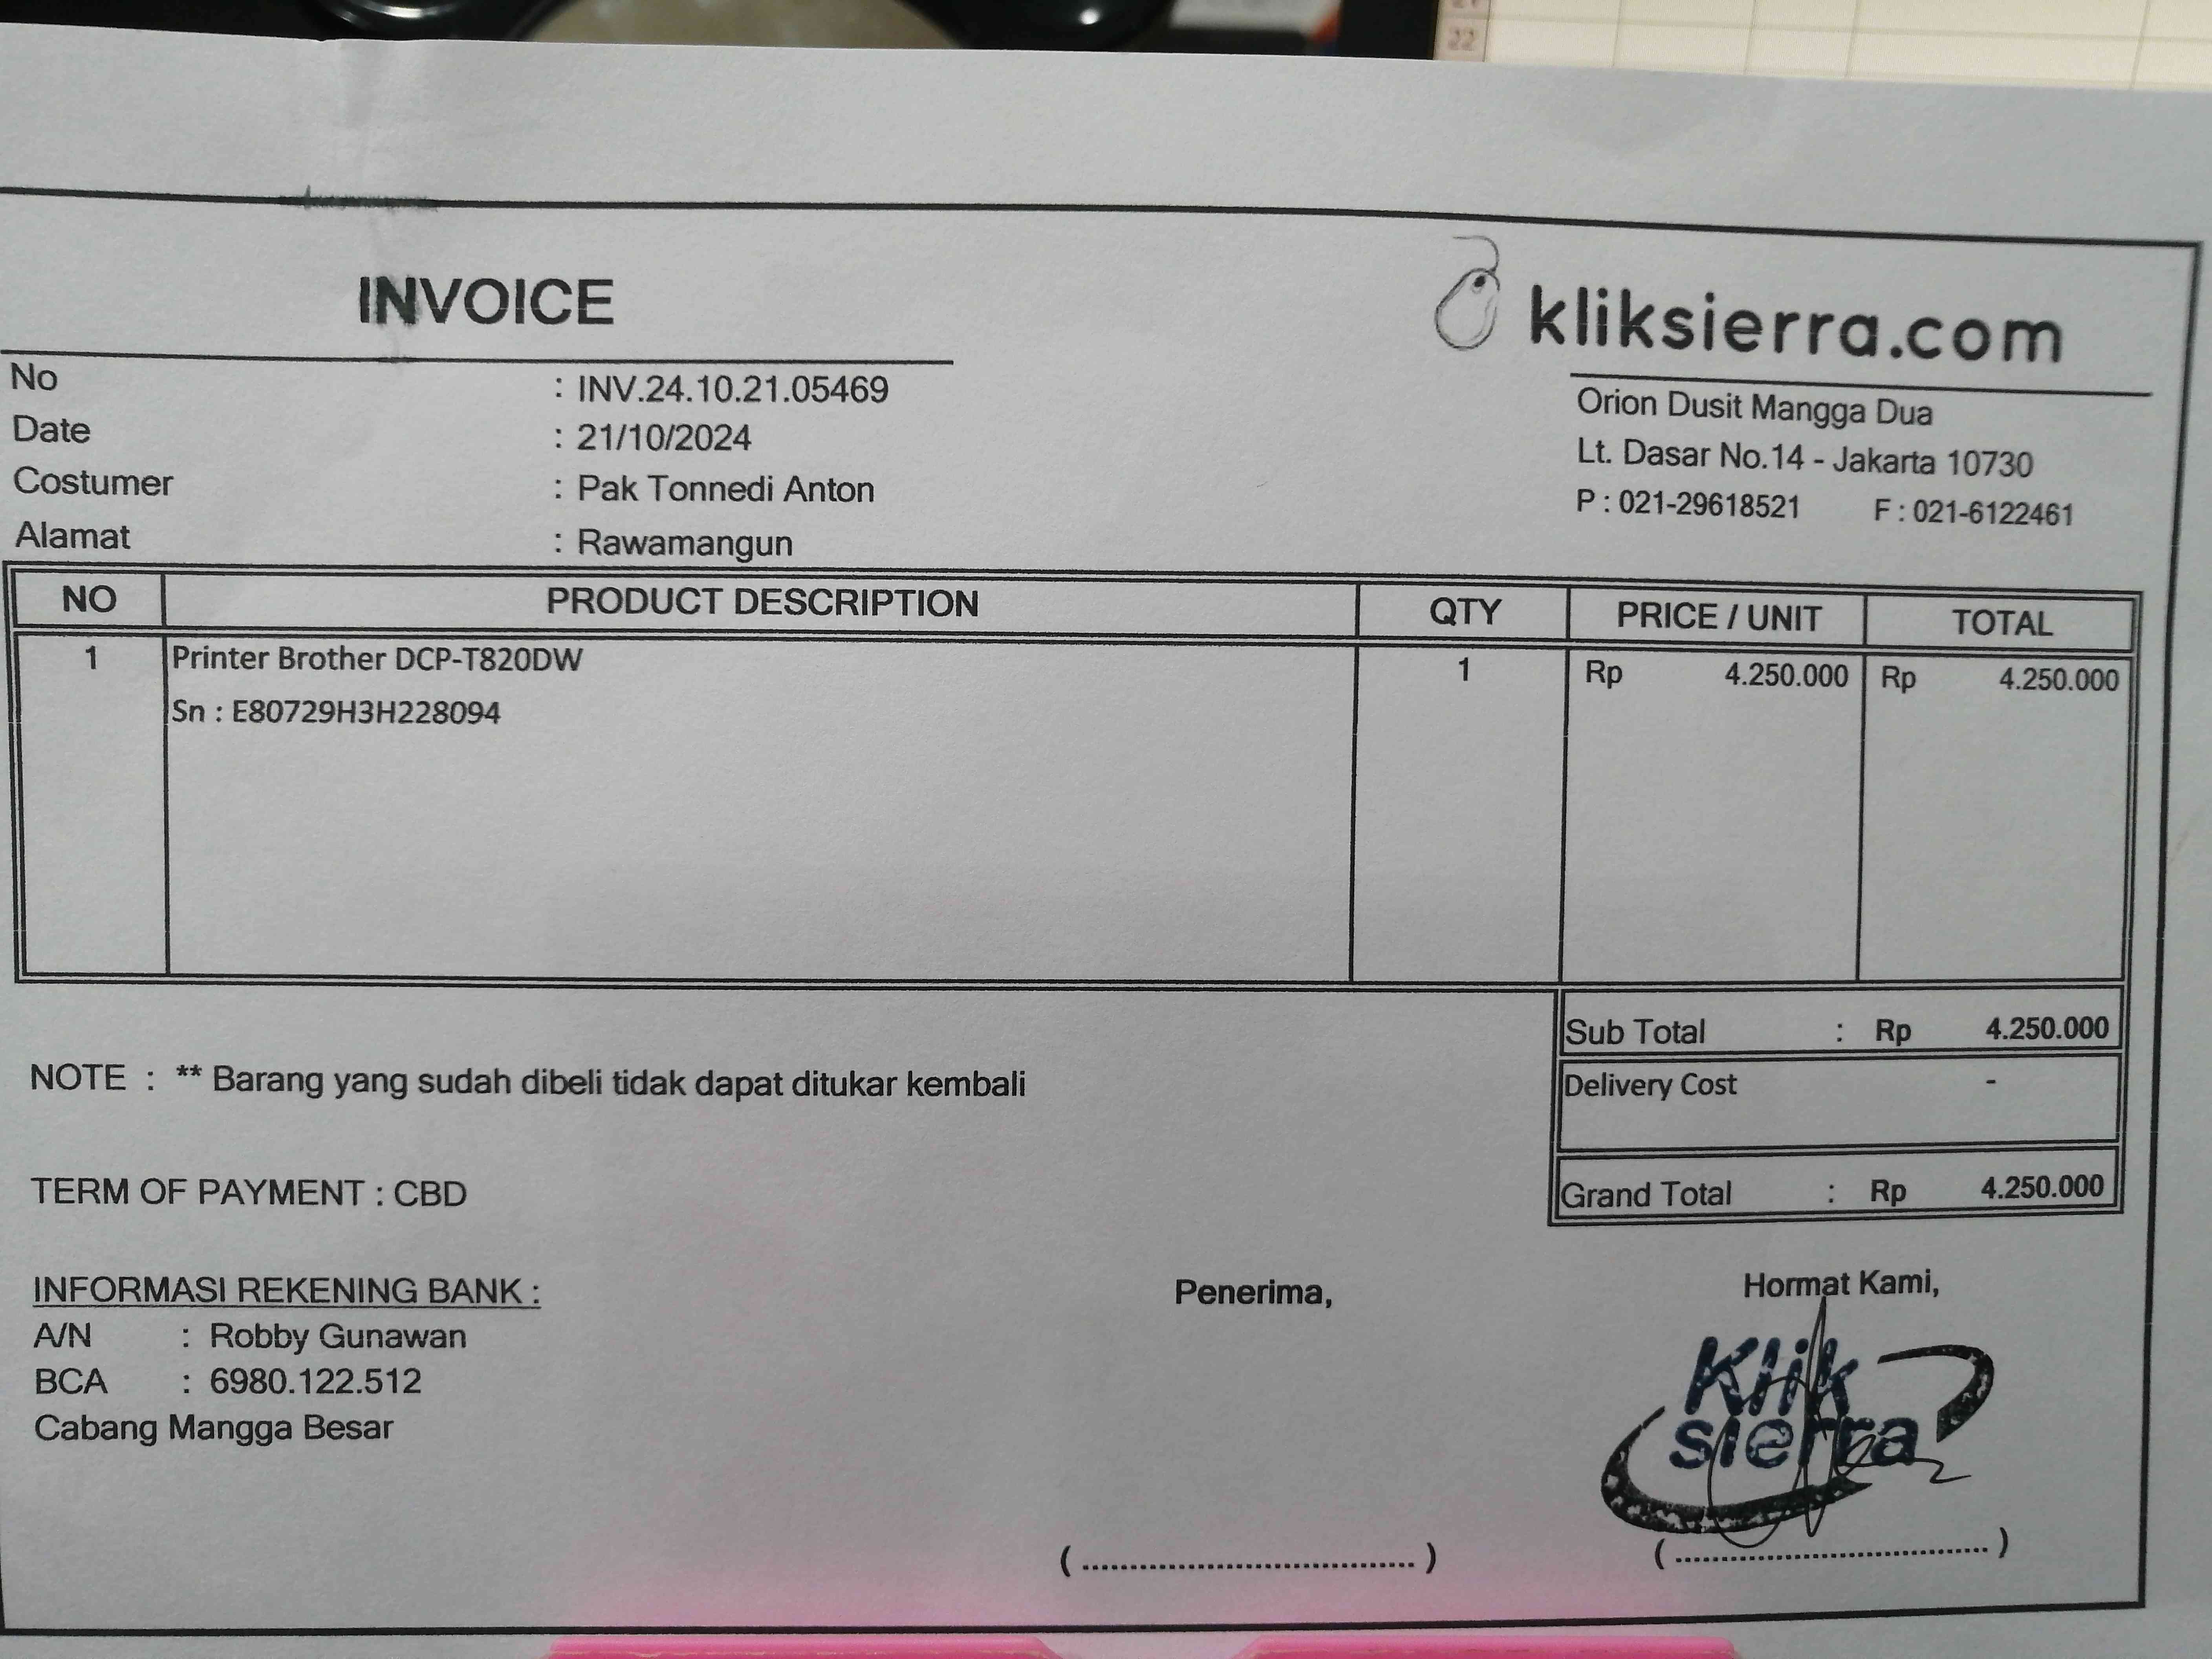 22
INVOICE
kliksierra.com
No : INV.24.10.21.05469
Date : 21/10/2024
Costumer : Pak Tonnedi Anton
Alamat : Rawamangun
Orion Dusit Mangga Dua
Lt. Dasar No.14 - Jakarta 10730
P : 021-29618521 F : 021-6122461
NO PRODUCT DESCRIPTION QTY PRICE / UNIT TOTAL
1 Printer Brother DCP-T820DW 1 Rp 4.250.000 Rp 4.250.000
Sn : E80729H3H228094
Sub Total : Rp 4.250.000
NOTE : ** Barang yang sudah dibeli tidak dapat ditukar kembali
Delivery Cost -
TERM OF PAYMENT : CBD
Grand Total : Rp 4.250.000
INFORMASI REKENING BANK :
A/N : Robby Gunawan
BCA : 6980.122.512
Cabang Mangga Besar
Penerima,
(....................................)
Hormat Kami,
Klik
sierra
(....................................)